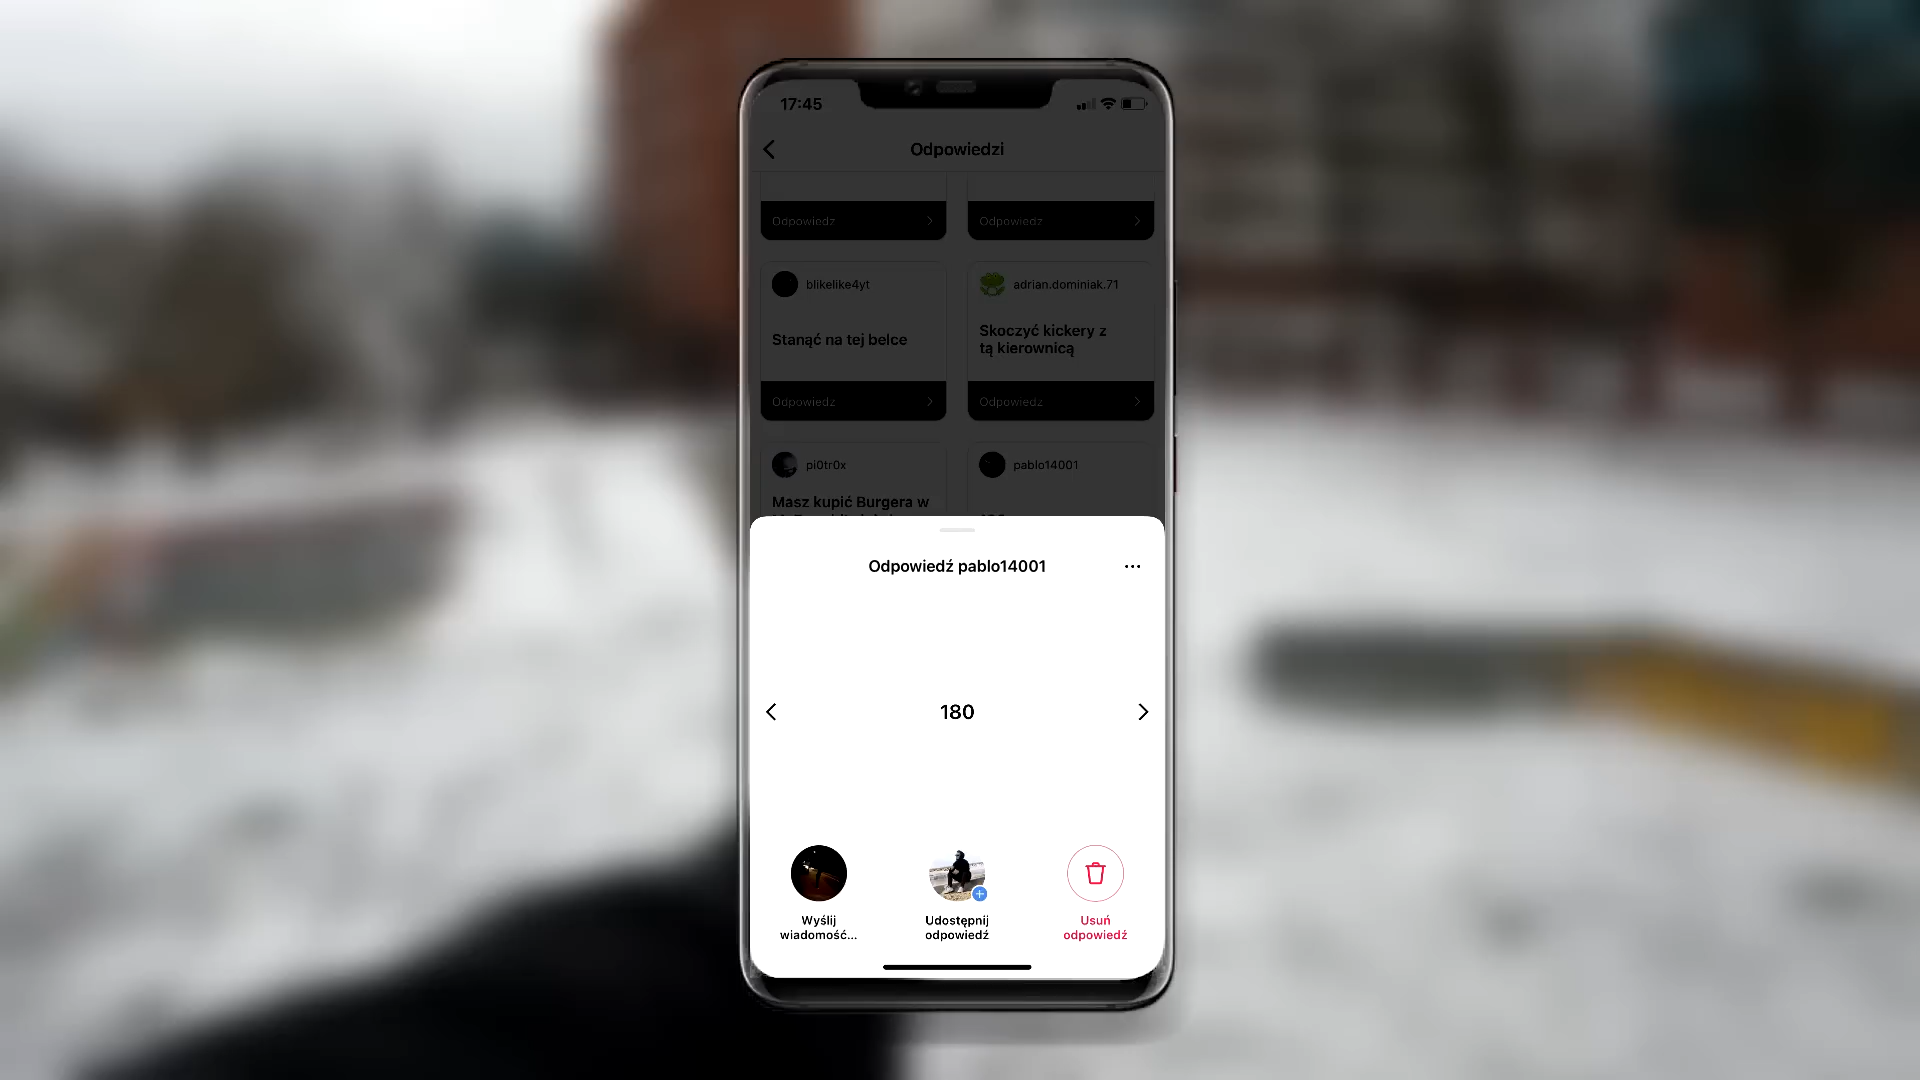 17:45
Odpowiedzi
Odpowiedz
Odpowiedz
blikelike4yt
adrian.dominiak.71
Stanąć na tej belce
Skoczyć kickery z
tą kierownicą
Odpowiedz
Odpowiedz
pi0tr0x
pablo14001
Masz kupić Burgera w
Odpowiedź pablo14001
180
Wyślij
wiadomość...
Udostępnij
odpowiedź
Usuń
odpowiedź